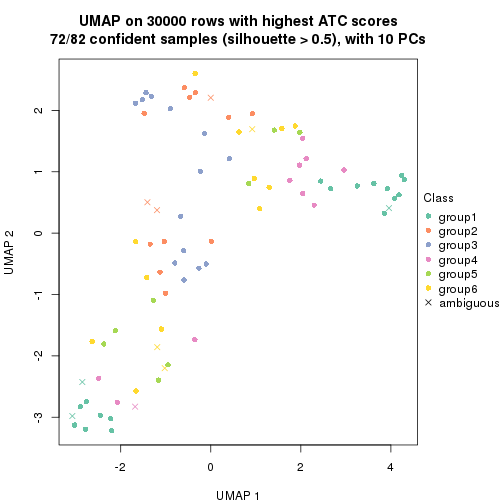 UMAP on 30000 rows with highest ATC scores
72/82 confident samples (silhouette > 0.5), with 10 PCs
UMAP 2
2
1
0
-1
-2
-3
-2
0
2
4
UMAP 1
Class
group1
group2
group3
group4
group5
group6
ambiguous